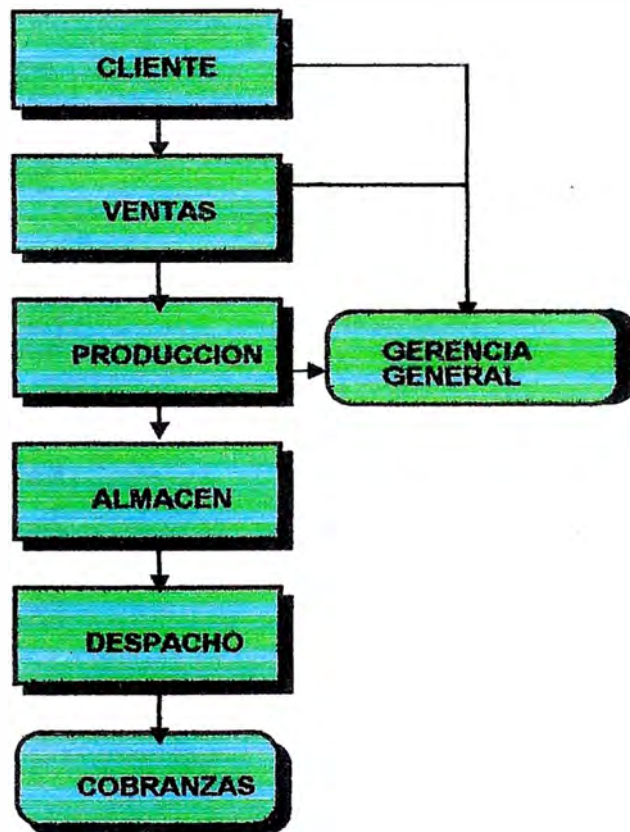 CLIENTE
VENTAS
PRODUCCION
GERENCIA
GENERAL
ALMACEN
DESPACHO
COBRANZAS